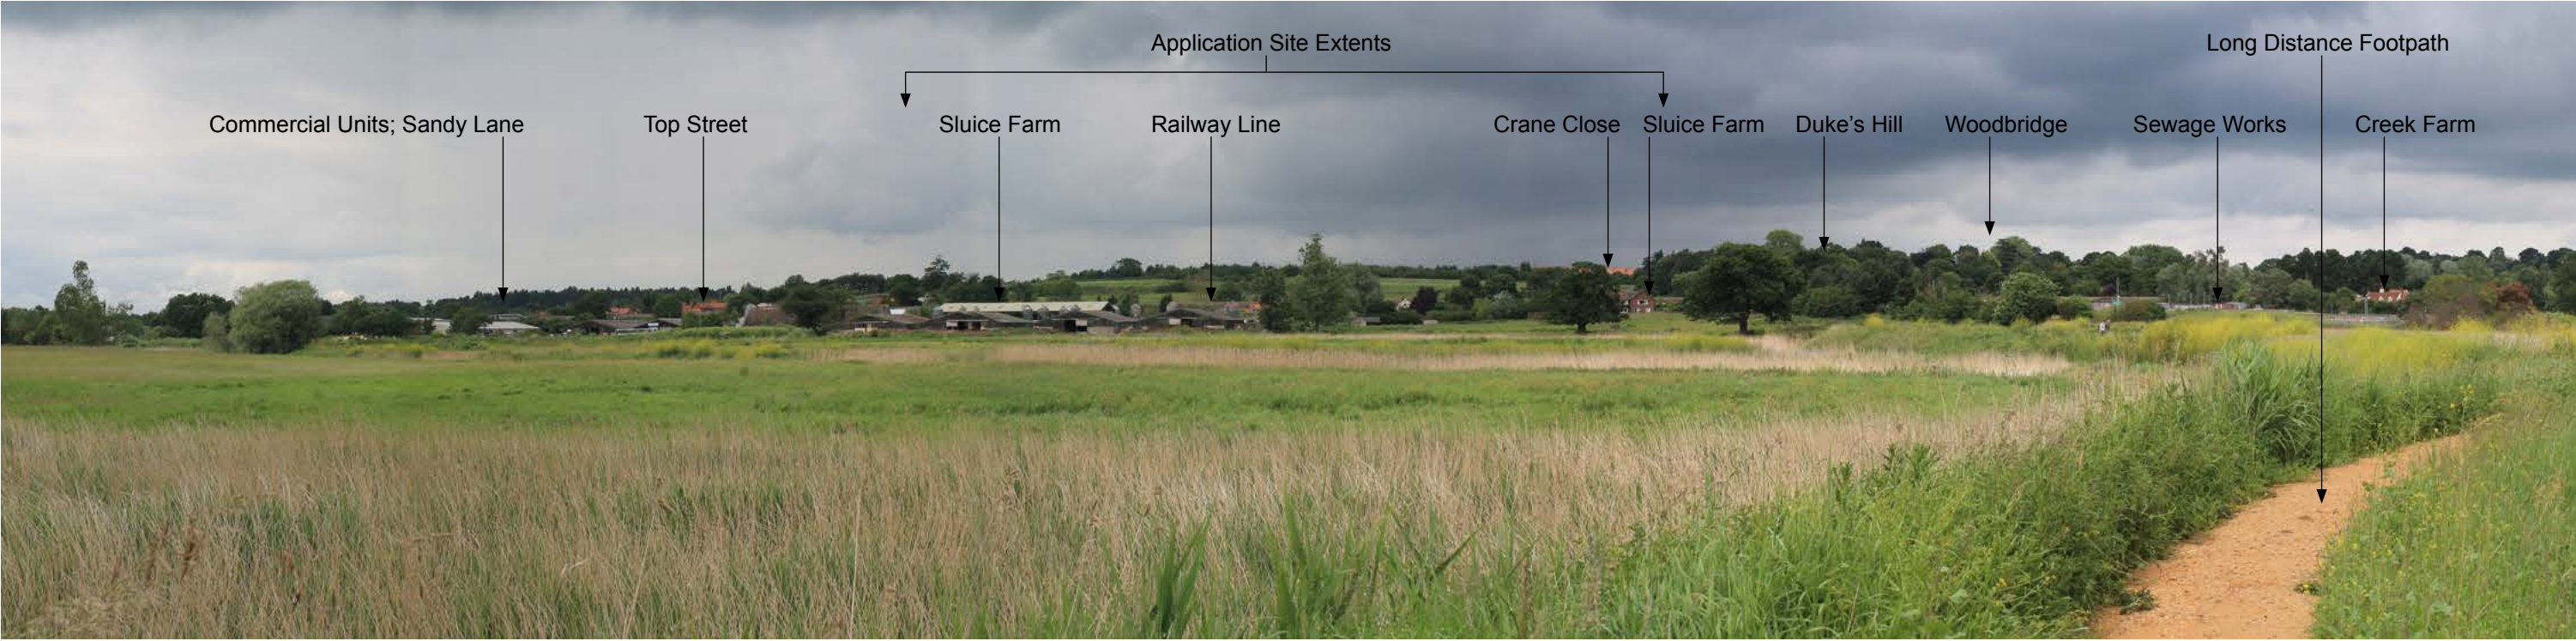 Application Site Extents
Long Distance Footpath
Commercial Units; Sandy Lane
Top Street
Sluice Farm
Railway Line
Crane Close
Sluice Farm
Duke’s Hill
Woodbridge
Sewage Works
Creek Farm